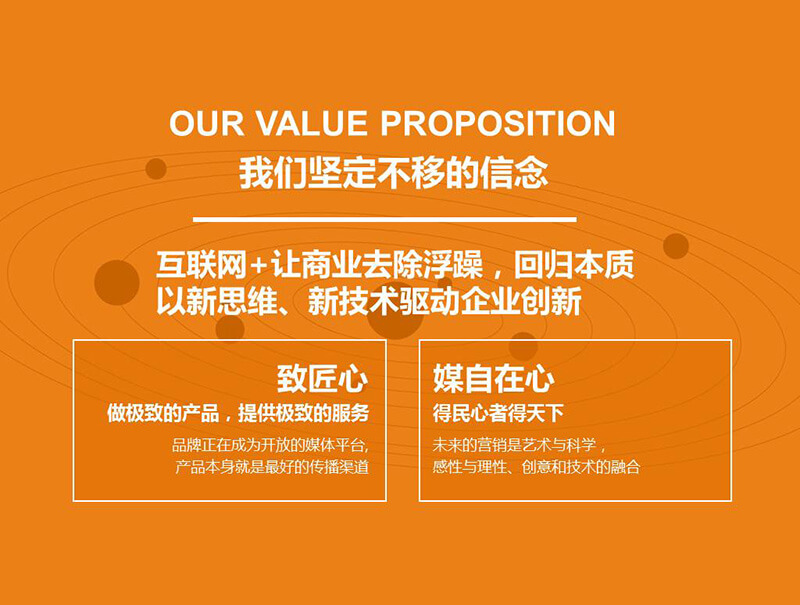 OUR VALUE PROPOSITION
我们坚定不移的信念
互联网+让商业去除浮躁，回归本质
以新思维、新技术驱动企业创新
致匠心
做极致的产品，提供极致的服务
品牌正在成为开放的媒体平台,
产品本身就是最好的传播渠道
媒自在心
得民心者得天下
未来的营销是艺术与科学，
感性与理性、创意和技术的融合